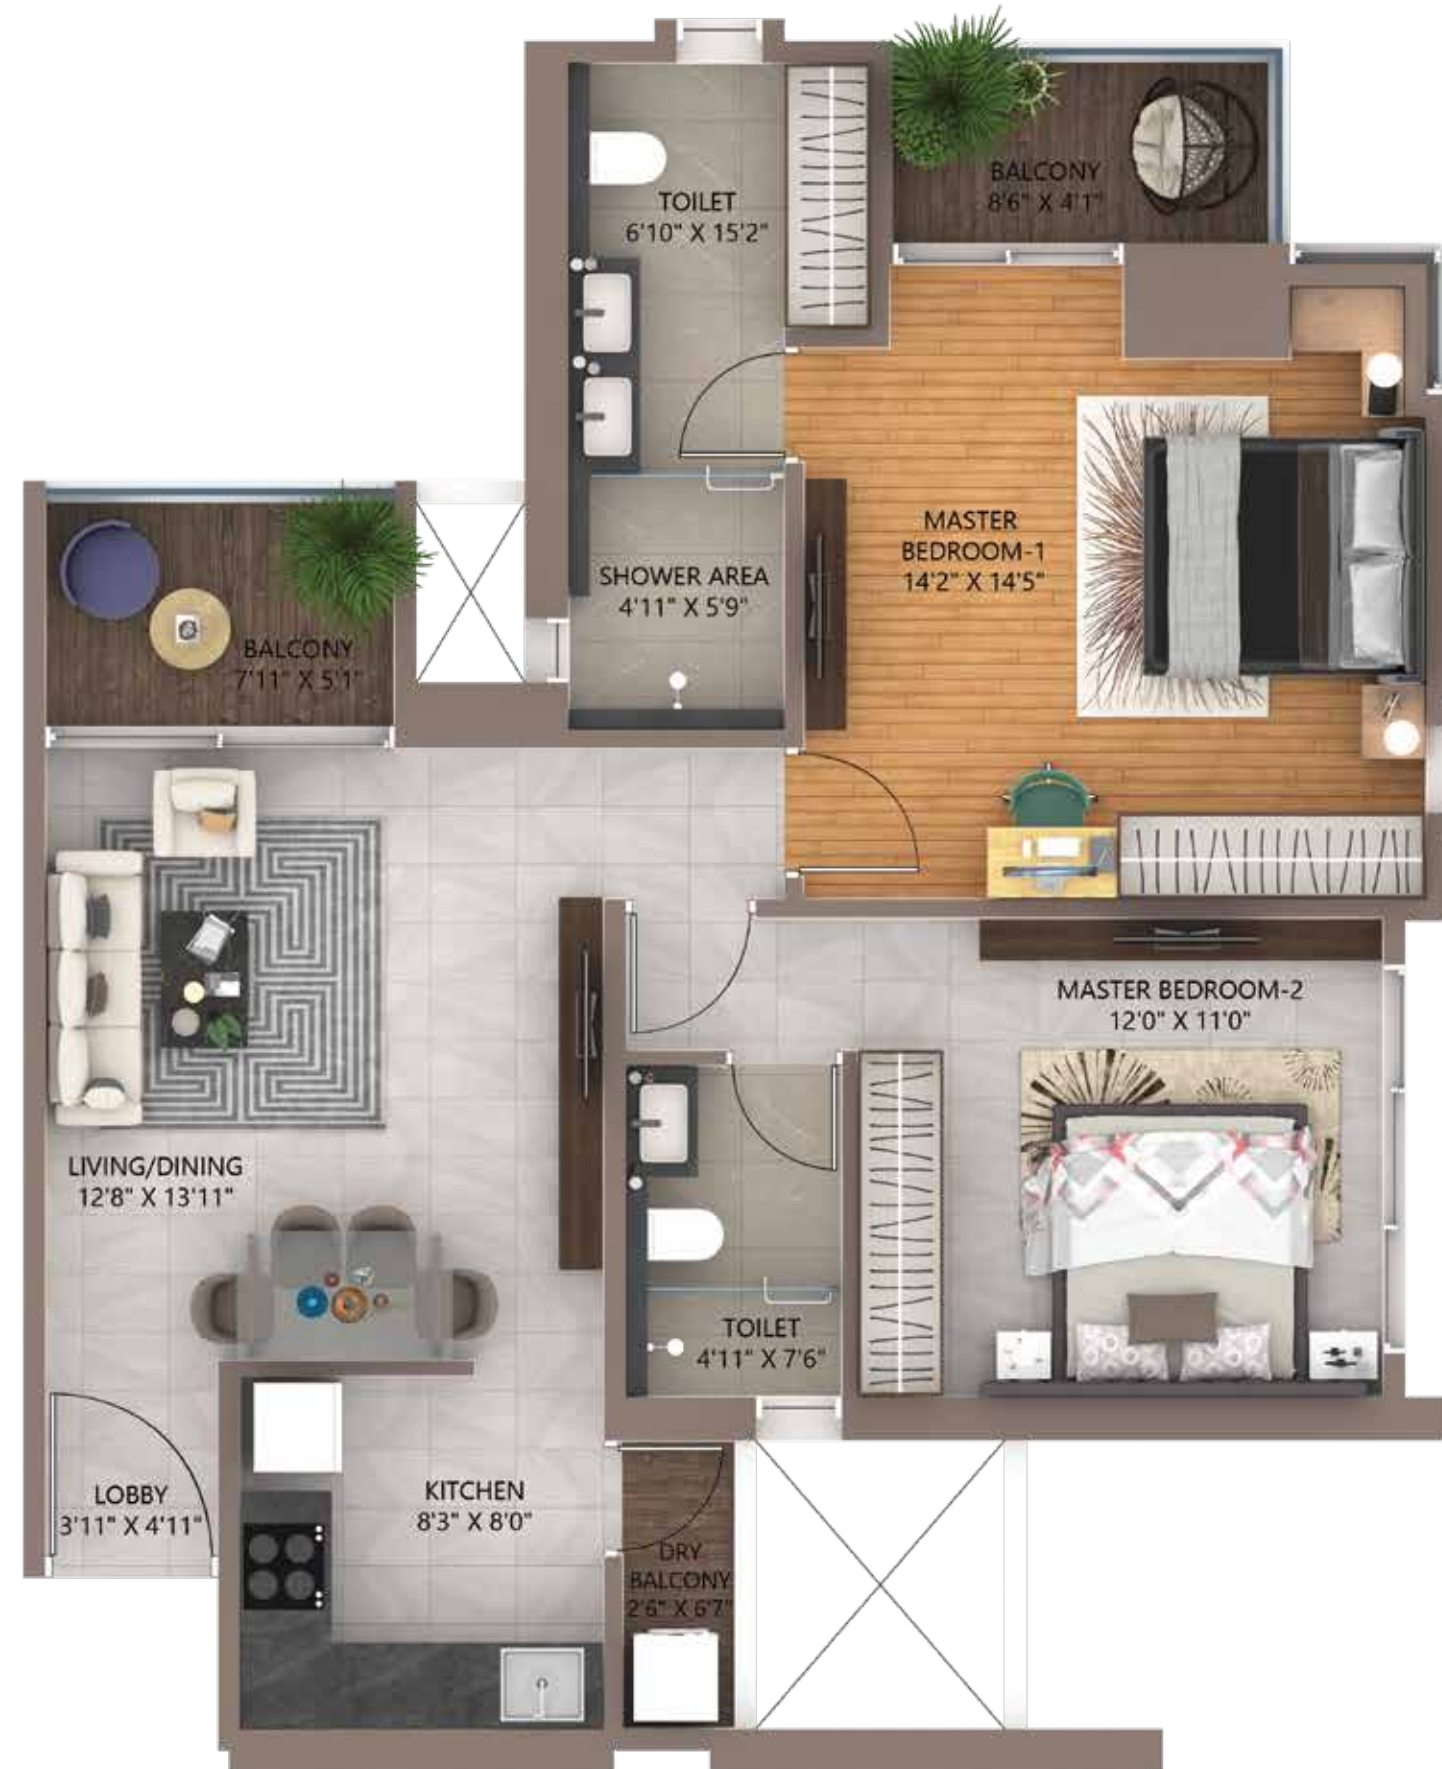 BALCONY
8'6" X 4'1"
TOILET
6'10" X 15'2"
MASTER
BEDROOM-1
14'2" X 14'5"
SHOWER AREA
4'11" X 5'9"
BALCONY
7'11" X 5'1"
MASTER BEDROOM-2
12'0" X 11'0"
LIVING/DINING
12'8" X 13'11"
TOILET
4'11" X 7'6"
LOBBY
3'11" X 4'11"
KITCHEN
8'3" X 8'0"
DRY
BALCONY
2'6" X 6'7"